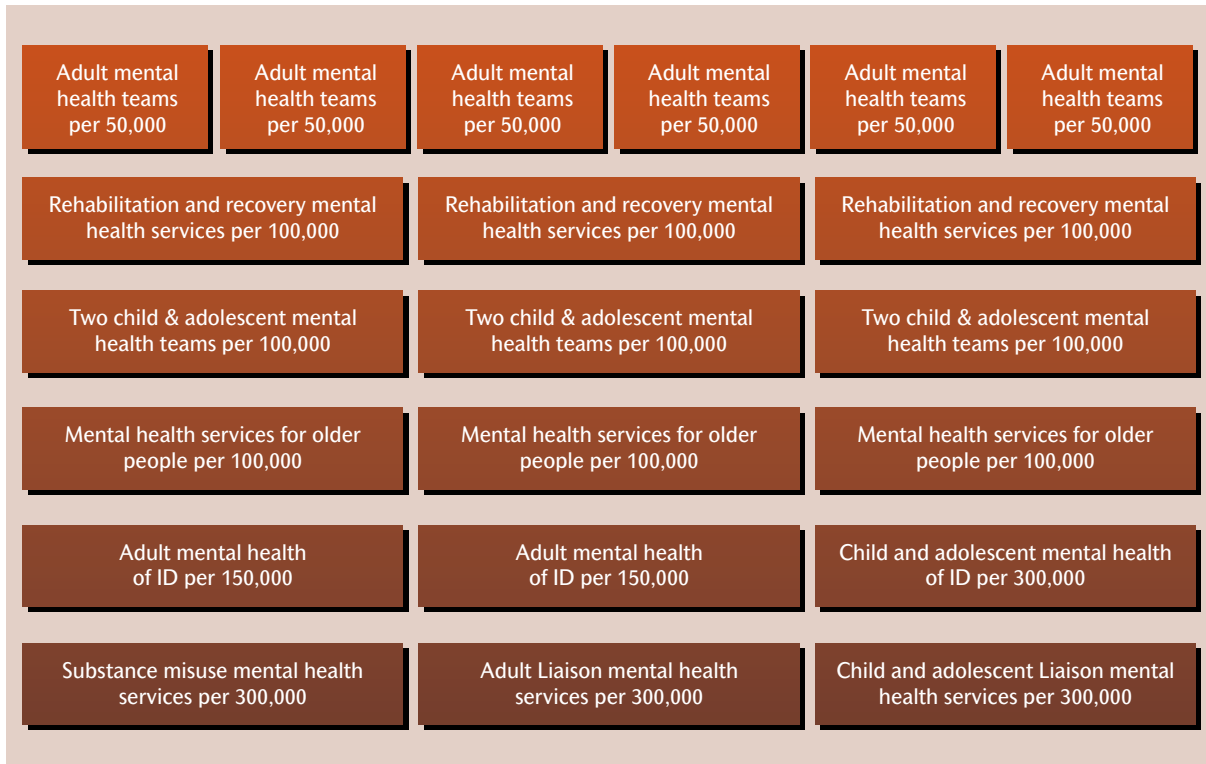 Adult mental
health teams
per 50,000
Adult mental
health teams
per 50,000
Adult mental
health teams
per 50,000
Adult mental
health teams
per 50,000
Adult mental
health teams
per 50,000
Adult mental
health teams
per 50,000
Rehabilitation and recovery mental
health services per 100,000
Rehabilitation and recovery mental
health services per 100,000
Rehabilitation and recovery mental
health services per 100,000
Two child & adolescent mental
health teams per 100,000
Two child & adolescent mental
health teams per 100,000
Two child & adolescent mental
health teams per 100,000
Mental health services for older
people per 100,000
Mental health services for older
people per 100,000
Mental health services for older
people per 100,000
Adult mental health
of ID per 150,000
Adult mental health
of ID per 150,000
Child and adolescent mental health
of ID per 300,000
Substance misuse mental health
services per 300,000
Adult Liaison mental health
services per 300,000
Child and adolescent Liaison mental
health services per 300,000